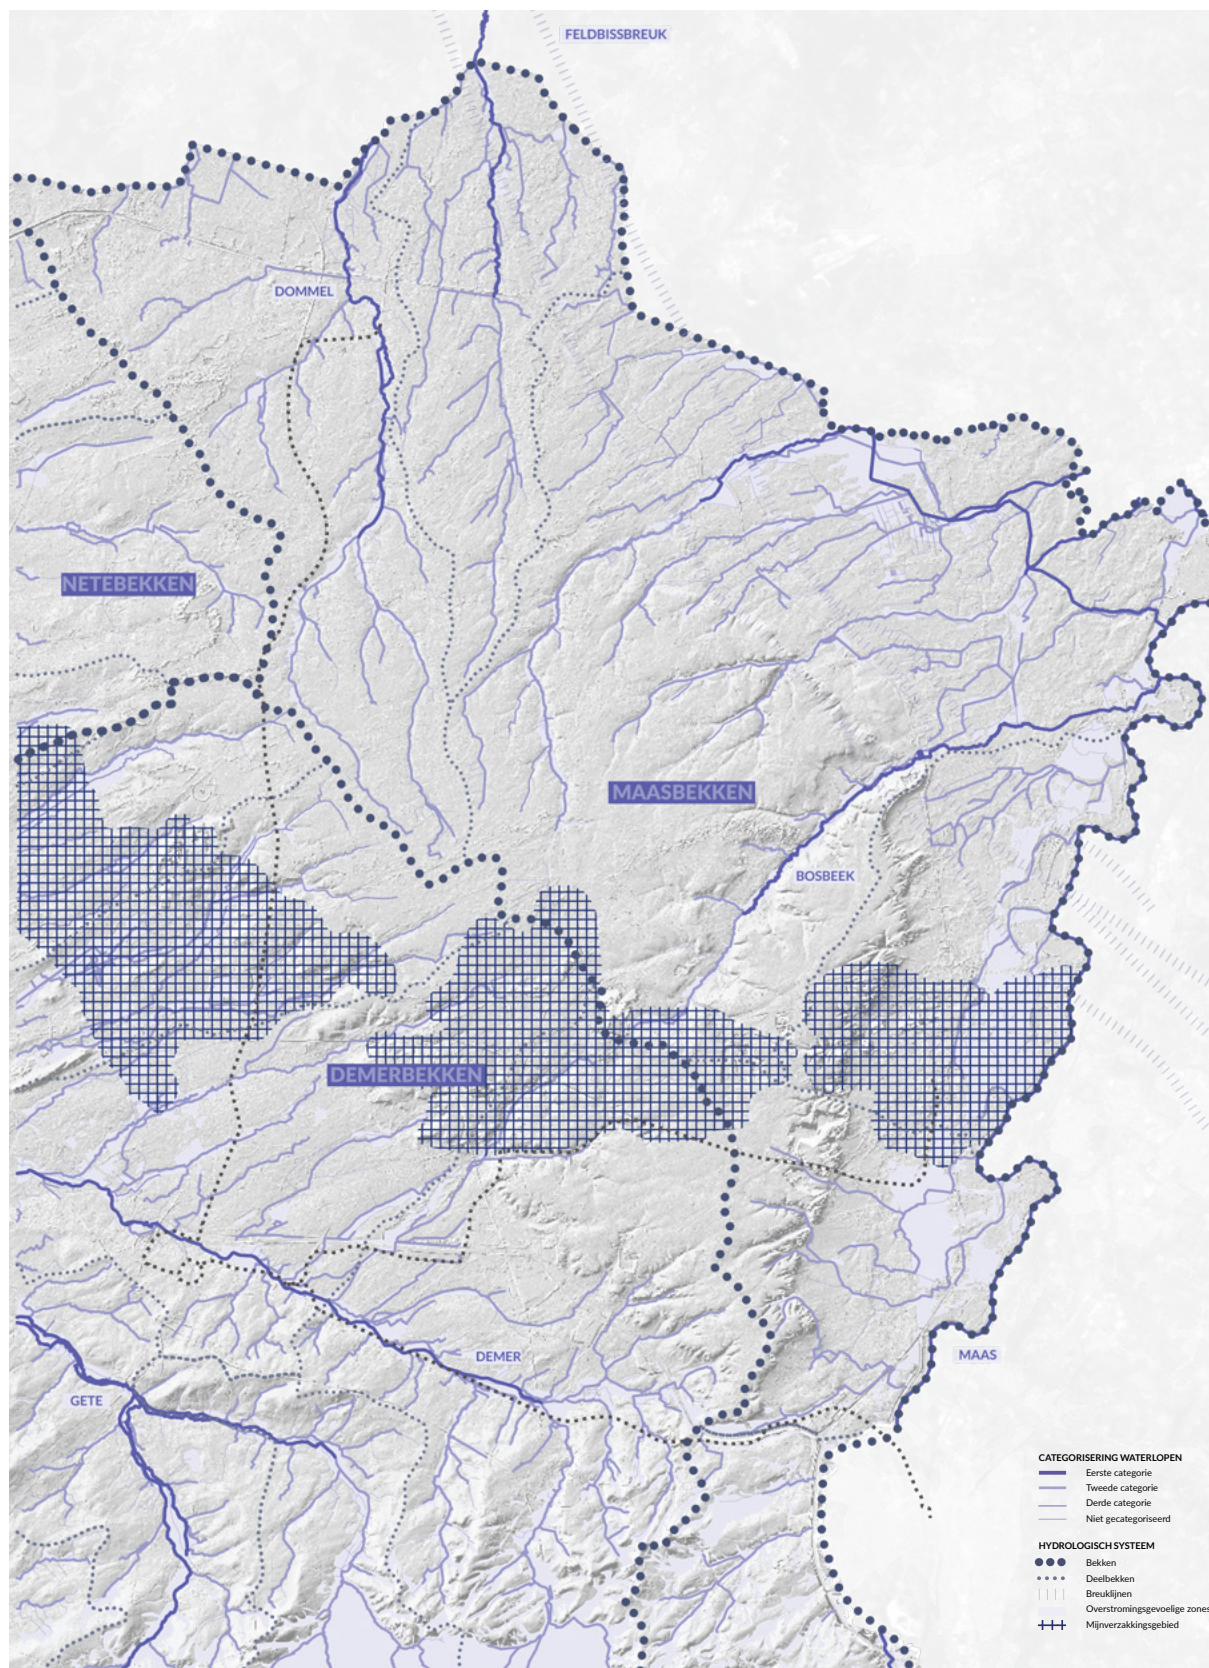 FELDBISSBREUK
DOMMEL
NETEBEKKEN
MAASBEKKEN
BOSBEEK
DEMERBEKKEN
DEMER
MAAS
GETE
CATEGORISERING WATERLOPEN
Eerste categorie
Tweede categorie
Derde categorie
Niet gecategoriseerd
HYDROLOGISCH SYSTEEM
Bekken
Deelbekken
Breuklijnen
Overstromingsgevoelige zones
Mijnverzakkingsgebied